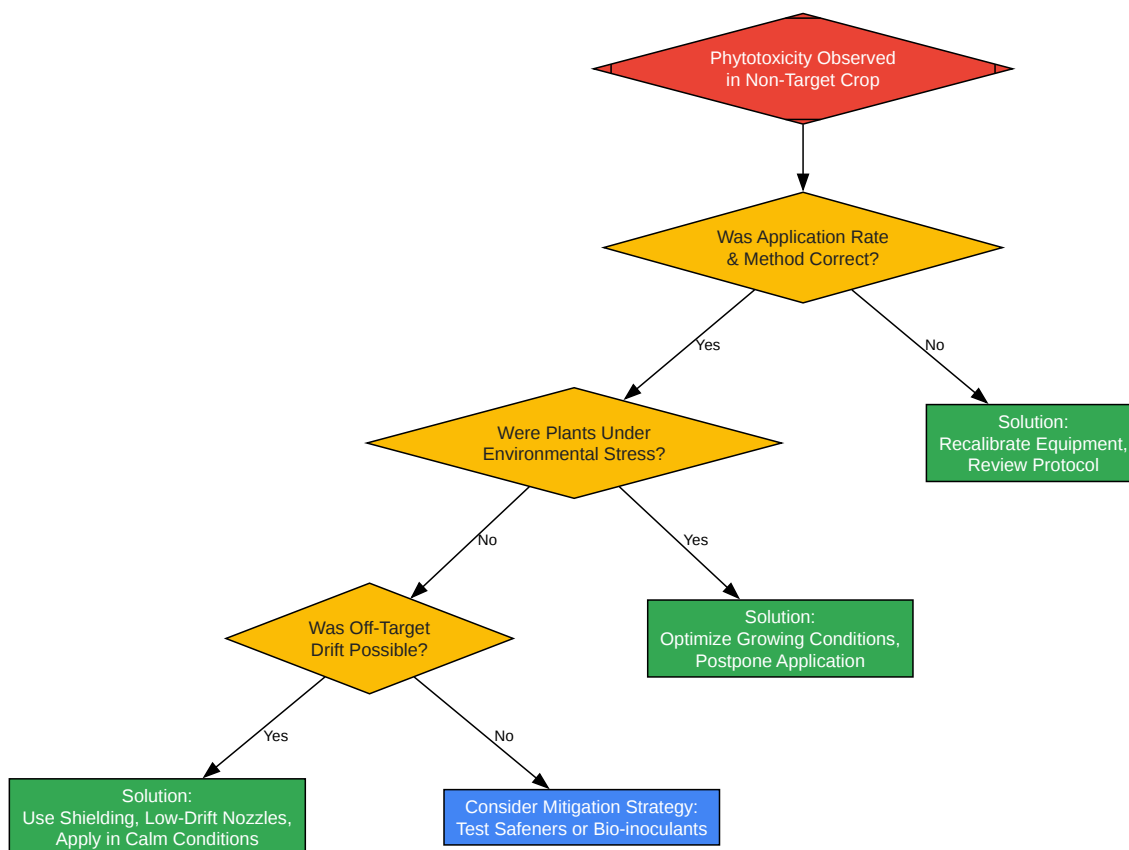 Phytotoxicity Observed
in Non-Target Crop
Was Application Rate
& Method Correct?
Yes
No
Were Plants Under
Environmental Stress?
Solution:
Recalibrate Equipment,
Review Protocol
No
Yes
Was Off-Target
Drift Possible?
Solution:
Optimize Growing Conditions,
Postpone Application
Yes
No
Solution:
Use Shielding, Low-Drift Nozzles,
Apply in Calm Conditions
Consider Mitigation Strategy:
Test Safeners or Bio-inoculants